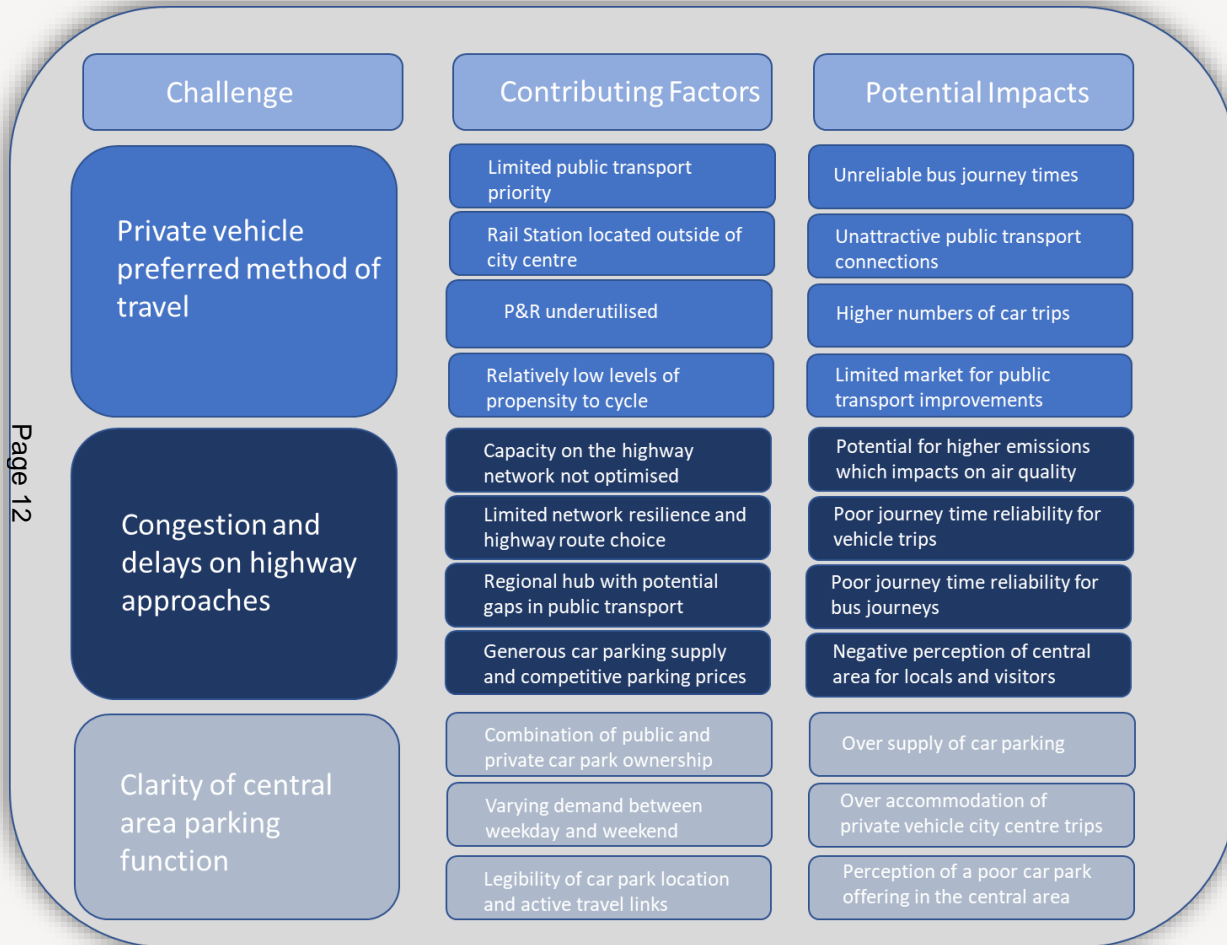 Challenge
Contributing Factors
Potential Impacts
Private vehicle
preferred method of
travel
Limited public transport
priority
Unreliable bus journey times
Rail Station located outside of
city centre
Unattractive public transport
connections
P&R underutilised
Higher numbers of car trips
Relatively low levels of
propensity to cycle
Limited market for public
transport improvements
Congestion and
delays on highway
approaches
Capacity on the highway
network not optimised
Potential for higher emissions
which impacts on air quality
Limited network resilience and
highway route choice
Poor journey time reliability for
vehicle trips
Regional hub with potential
gaps in public transport
Poor journey time reliability for
bus journeys
Generous car parking supply
and competitive parking prices
Negative perception of central
area for locals and visitors
Clarity of central
area parking
function
Combination of public and
private car park ownership
Over supply of car parking
Varying demand between
weekday and weekend
Over accommodation of
private vehicle city centre trips
Legibility of car park location
and active travel links
Perception of a poor car park
offering in the central area
Page 12